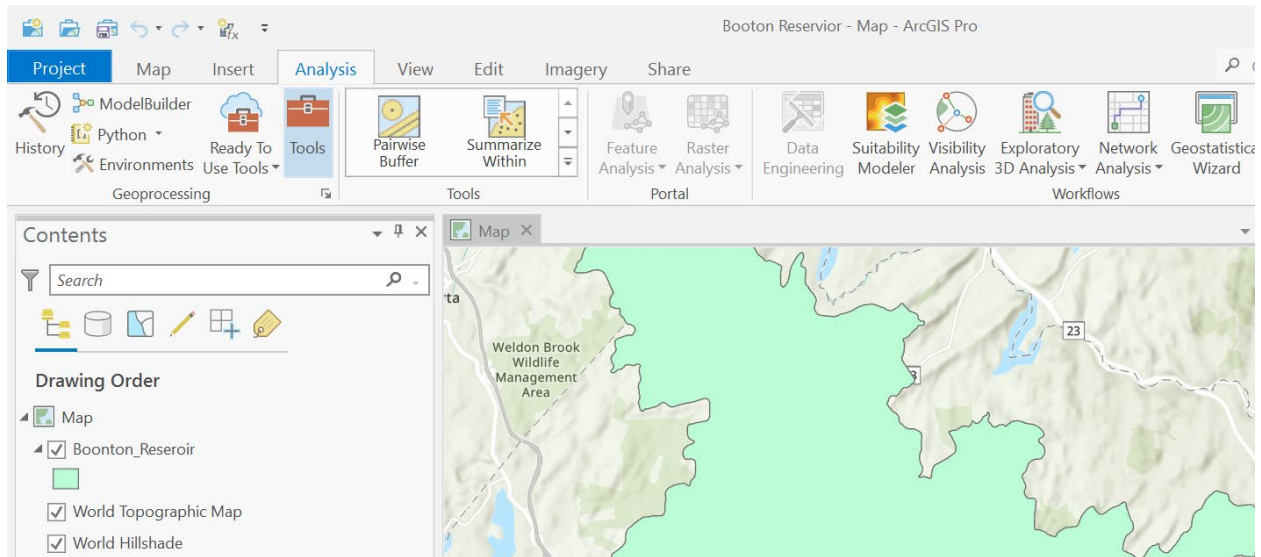 Booton Reservior - Map - ArcGIS Pro
Project Map Insert Analysis View Edit Imagery Share
History
ModelBuilder
Python
Environments
Ready To
Use Tools
Tools
Geoprocessing
Pairwise
Buffer
Summarize
Within
Tools
Feature
Analysis
Raster
Analysis
Portal
Data
Engineering
Suitability
Modeler
Visibility
Analysis
Exploratory
3D Analysis
Network
Analysis
Geostatistica
Wizard
Workflows
Contents
Search
Drawing Order
Map
Boonton_Reseroir
World Topographic Map
World Hillshade
Map
rta
Weldon Brook
Wildlife
Management
Area
23